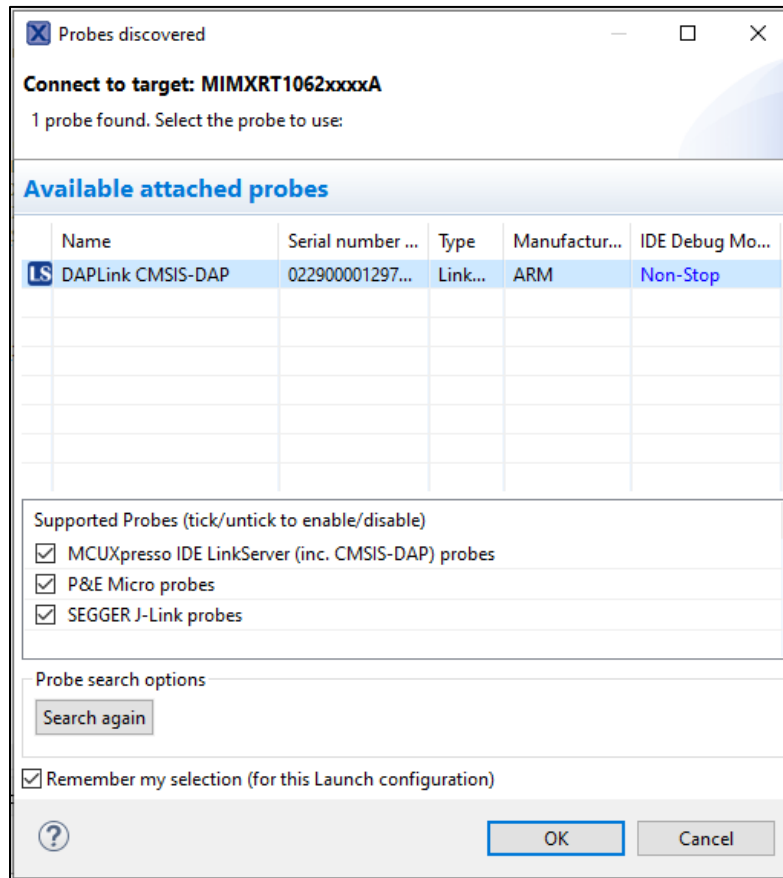 Probes discovered
Connect to target: MIMXRT1062xxxxA
1 probe found. Select the probe to use:
Available attached probes
Name Serial number ... Type Manufactur... IDE Debug Mo...
LS DAPLink CMSIS-DAP 022900001297... Link... ARM Non-Stop
Supported Probes (tick/untick to enable/disable)
MCUXpresso IDE LinkServer (inc. CMSIS-DAP) probes
P&E Micro probes
SEGGER J-Link probes
Probe search options
Search again
Remember my selection (for this Launch configuration)
? OK Cancel